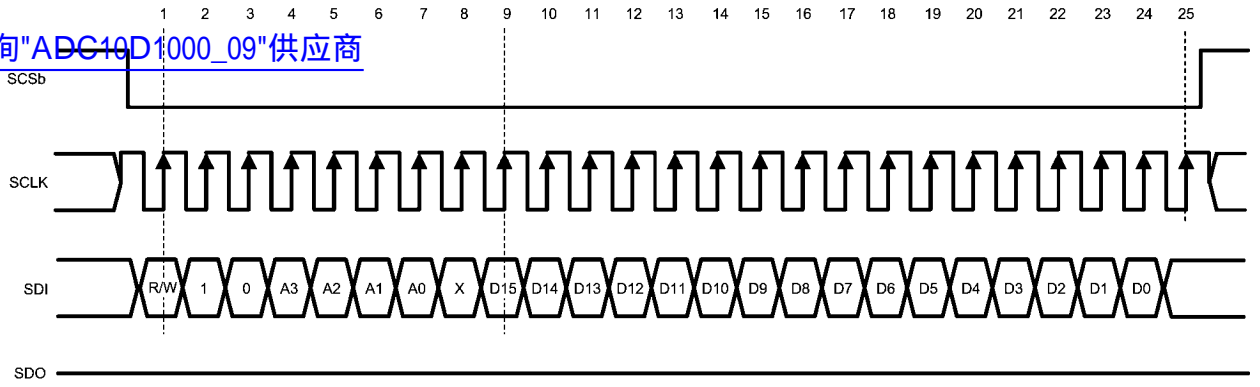 1 2 3 4 5 6 7 8 9 10 11 12 13 14 15 16 17 18 19 20 21 22 23 24 25
询"ADC10D1000_09"供应商
SCSb
SCLK
SDI R/W 1 0 A3 A2 A1 A0 X D15 D14 D13 D12 D11 D10 D9 D8 D7 D6 D5 D4 D3 D2 D1 D0
SDO